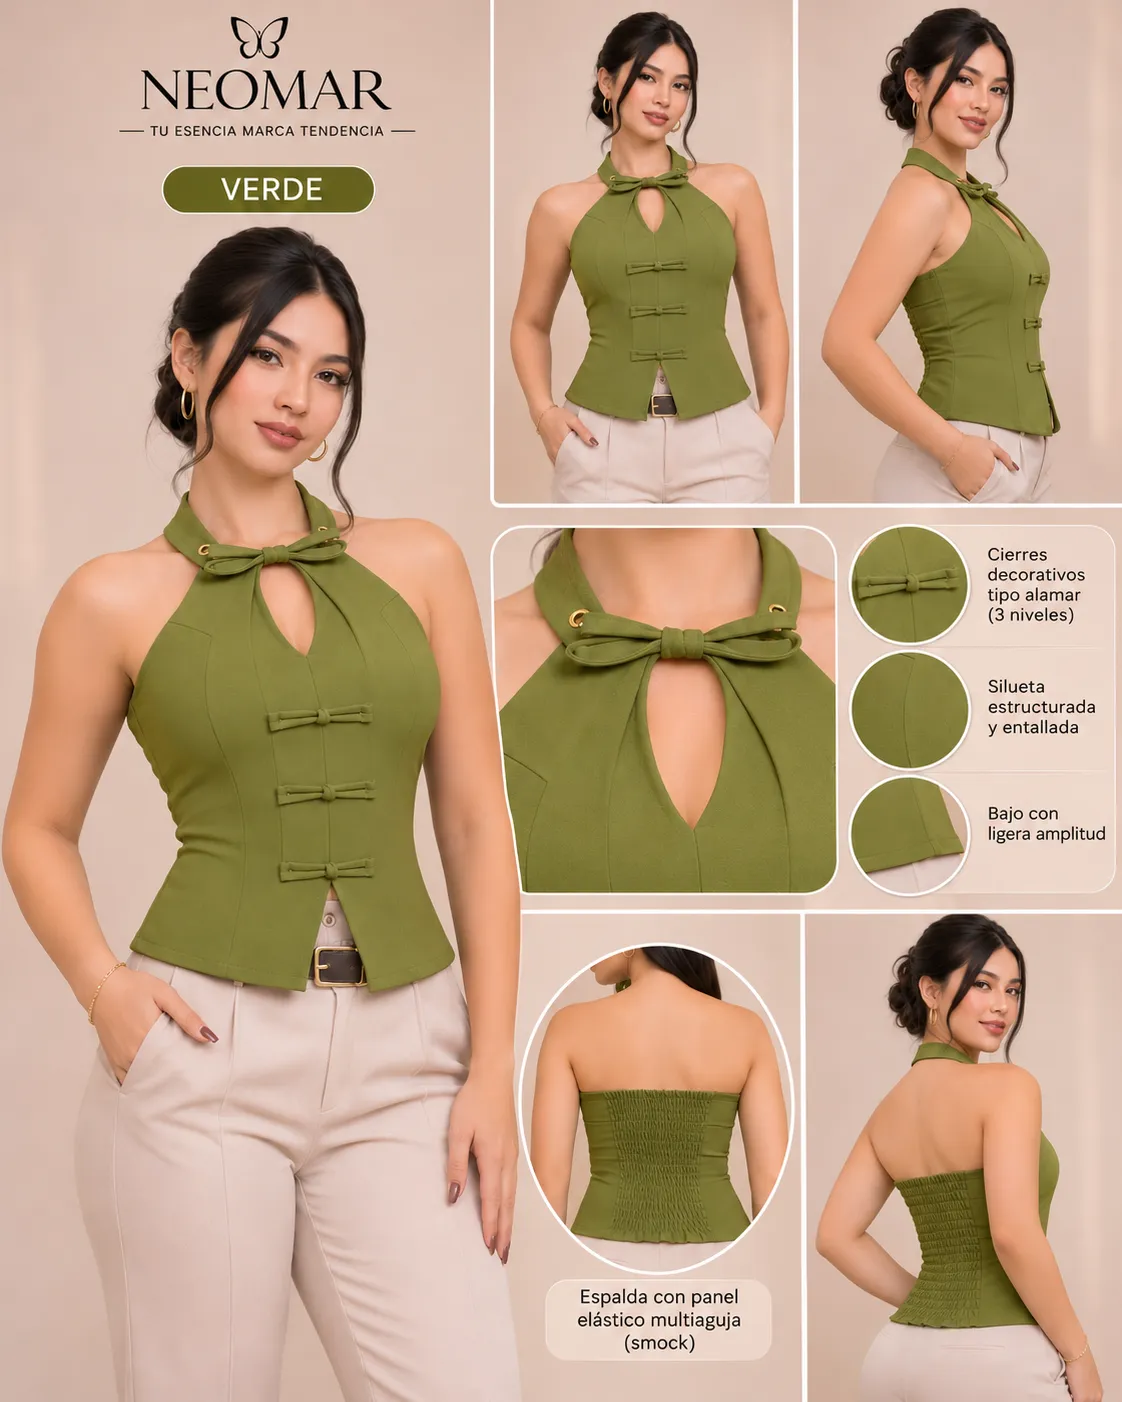 NEOMAR
TU ESENCIA MARCA TENDENCIA
VERDE
Cierres
decorativos
tipo alamar
(3 niveles)
Silueta
estructurada
y entallada
Bajo con
ligera amplitud
Espalda con panel
elástico multiaguja
(smock)